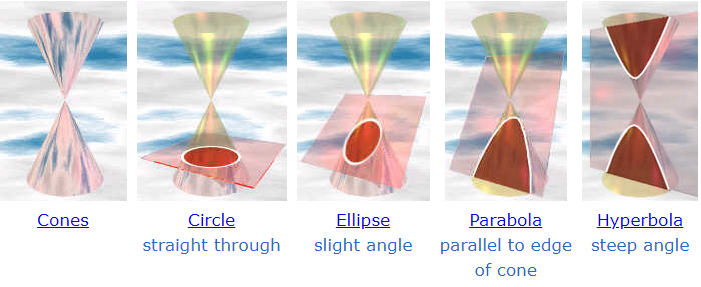 Cones
Circle
straight through
Ellipse
slight angle
Parabola
parallel to edge
of cone
Hyperbola
steep angle